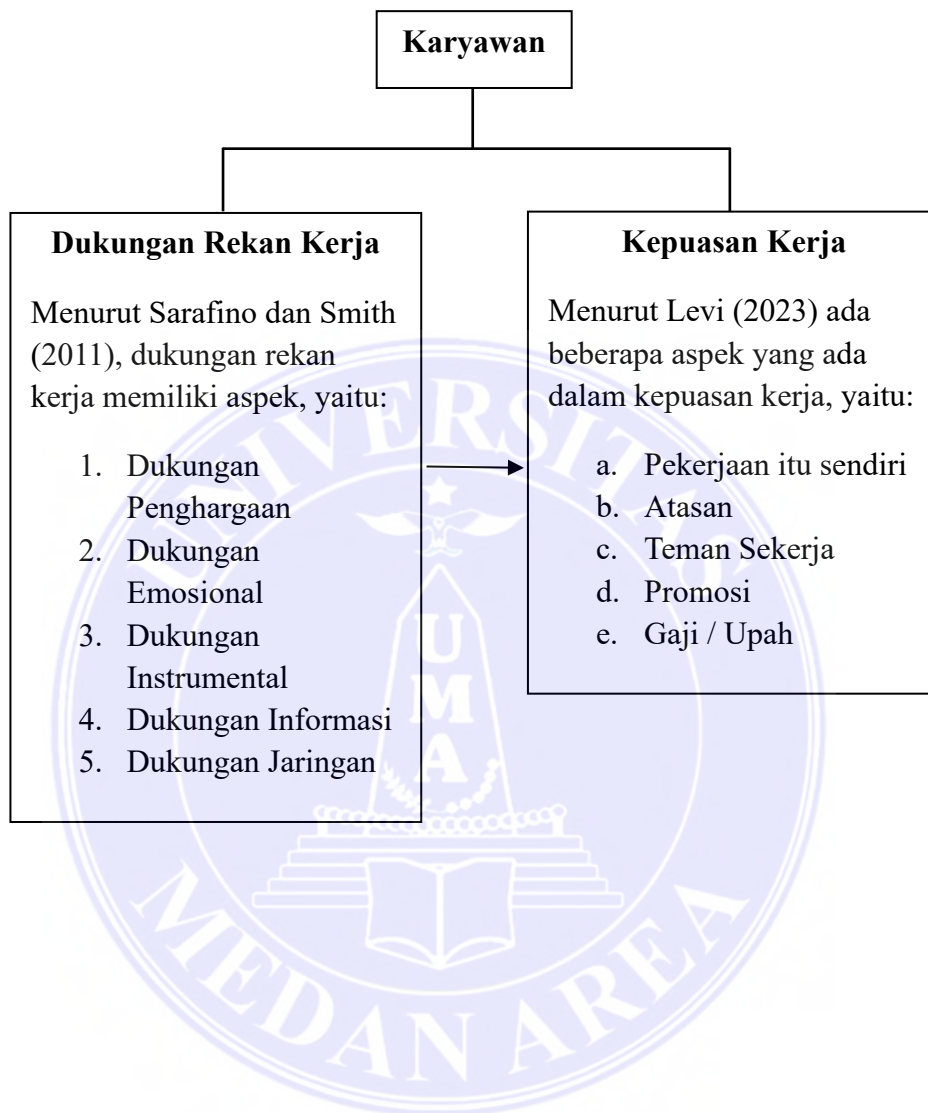 Karyawan
Dukungan Rekan Kerja
Menurut Sarafino dan Smith
(2011), dukungan rekan
kerja memiliki aspek, yaitu:
1. Dukungan
Penghargaan
2. Dukungan
Emosional
3. Dukungan
Instrumental
4. Dukungan Informasi
5. Dukungan Jaringan
Kepuasan Kerja
Menurut Levi (2023) ada
beberapa aspek yang ada
dalam kepuasan kerja, yaitu:
a. Pekerjaan itu sendiri
b. Atasan
c. Teman Sekerja
d. Promosi
e. Gaji / Upah
UNIVERSITAS
UMA
MEDAN AREA